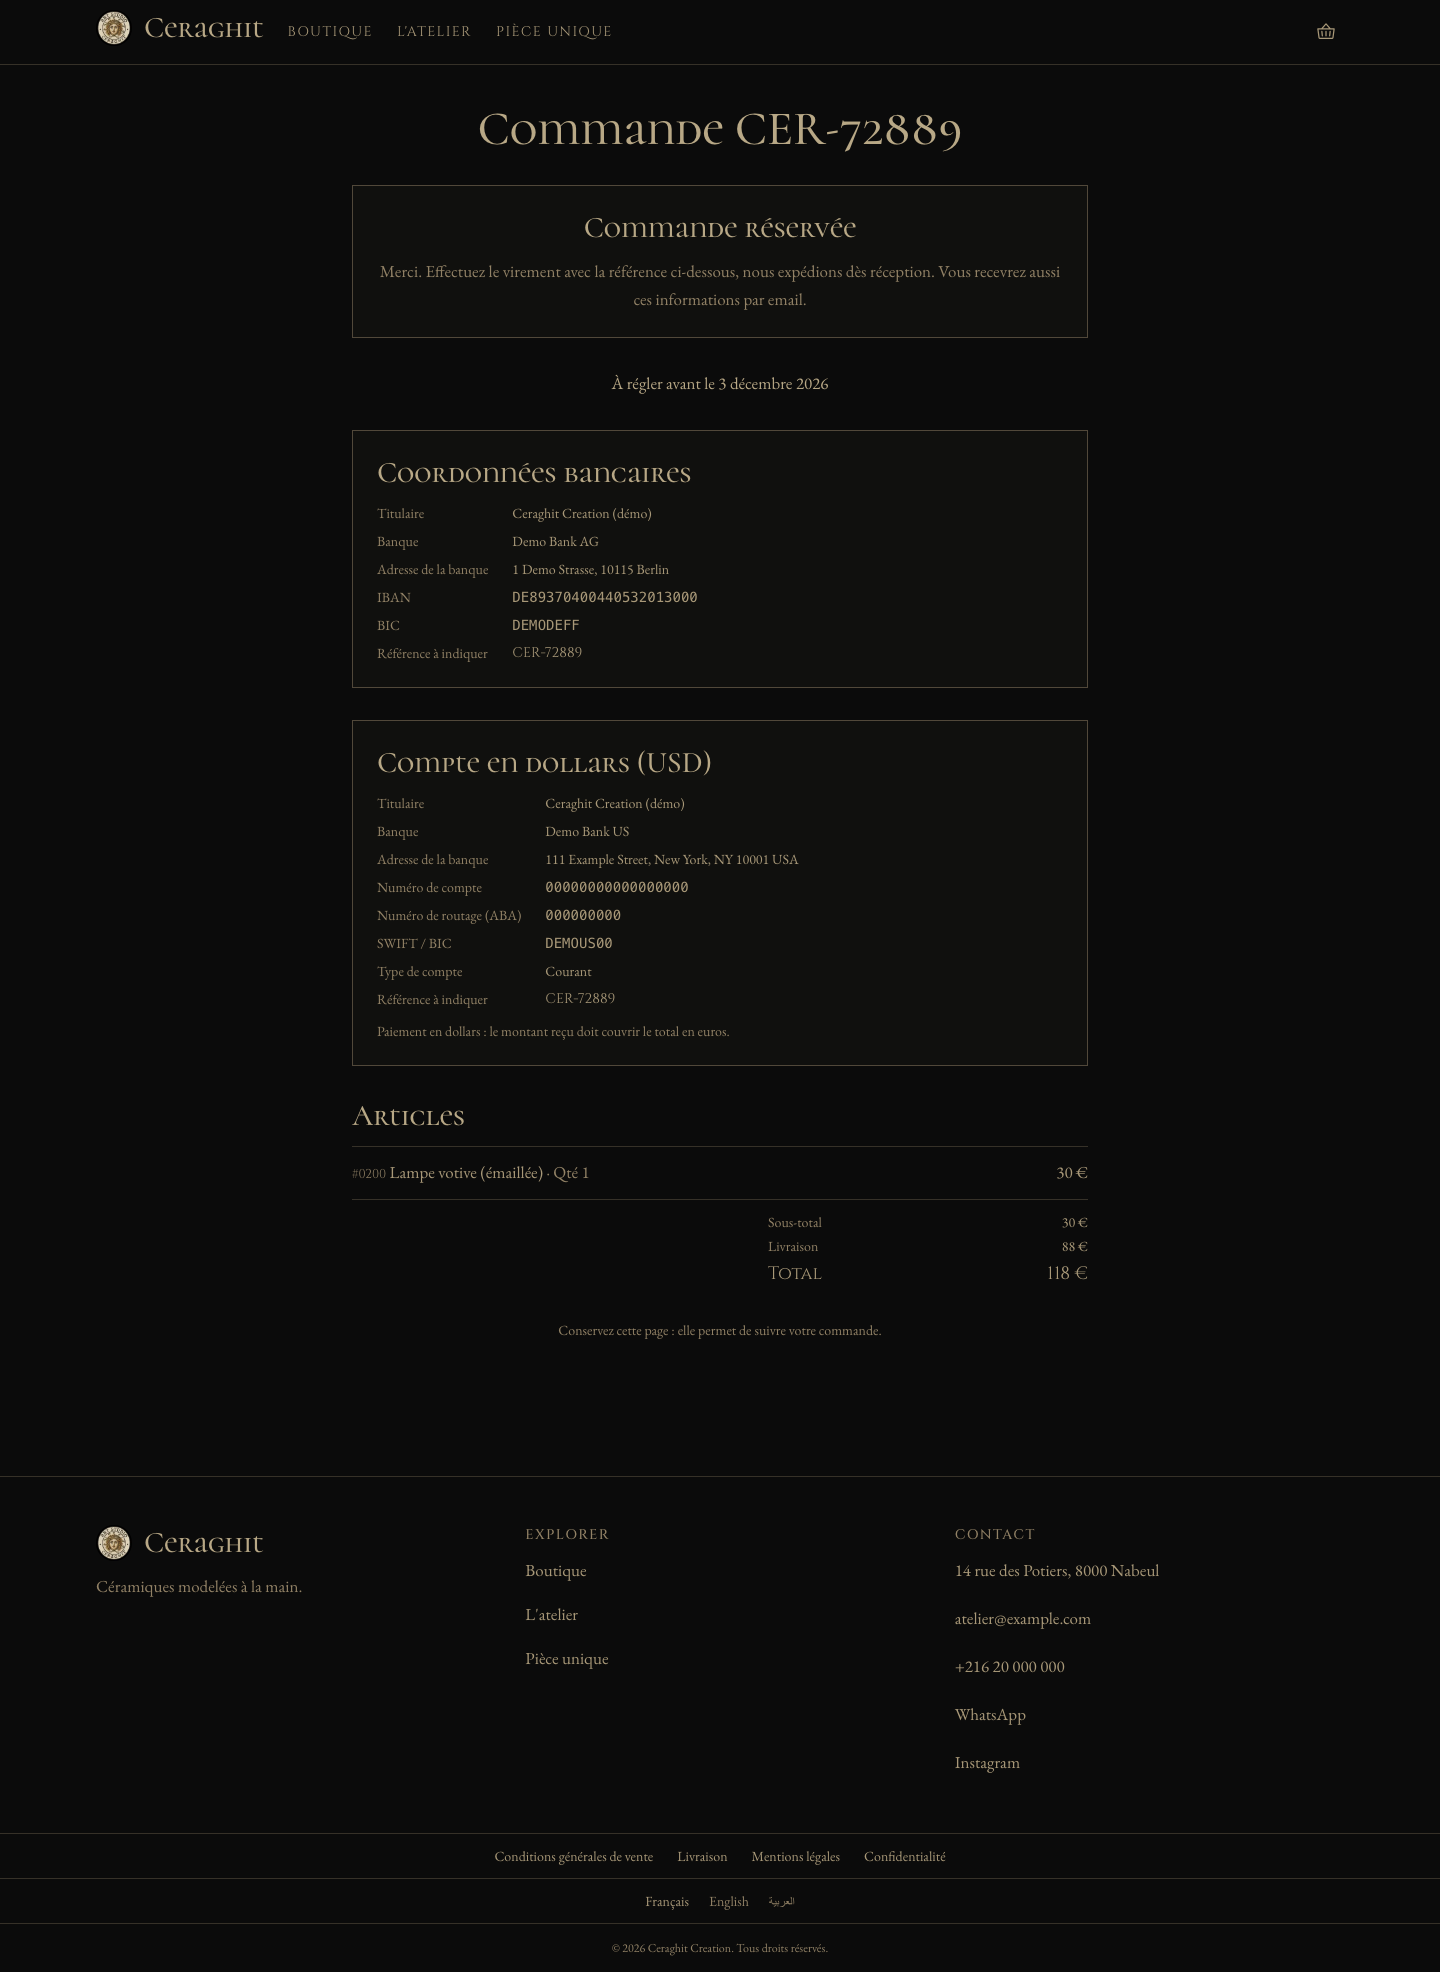 Ceraghit BOUTIQUE L'ATELIER PIÈCE UNIQUE
Commande CER-72889
Commande réservée
Merci. Effectuez le virement avec la référence ci-dessous, nous expédions dès réception. Vous recevrez aussi
ces informations par email.
À régler avant le 3 décembre 2026
Coordonnées bancaires
Titulaire Ceraghit Creation (démo)
Banque Demo Bank AG
Adresse de la banque 1 Demo Strasse, 10115 Berlin
IBAN DE89370400440532013000
BIC DEMODEFF
Référence à indiquer CER-72889
Compte en dollars (USD)
Titulaire Ceraghit Creation (démo)
Banque Demo Bank US
Adresse de la banque 111 Example Street, New York, NY 10001 USA
Numéro de compte 00000000000000000
Numéro de routage (ABA) 000000000
SWIFT / BIC DEMOUS00
Type de compte Courant
Référence à indiquer CER-72889
Paiement en dollars : le montant reçu doit couvrir le total en euros.
Articles
#0200 Lampe votive (émaillée) · Qté 1 30 €
Sous-total 30 €
Livraison 88 €
Total 118 €
Conservez cette page : elle permet de suivre votre commande.
Ceraghit
Céramiques modelées à la main.
EXPLORER
Boutique
L'atelier
Pièce unique
CONTACT
14 rue des Potiers, 8000 Nabeul
atelier@example.com
+216 20 000 000
WhatsApp
Instagram
Conditions générales de vente Livraison Mentions légales Confidentialité
Français English العربية
© 2026 Ceraghit Creation. Tous droits réservés.